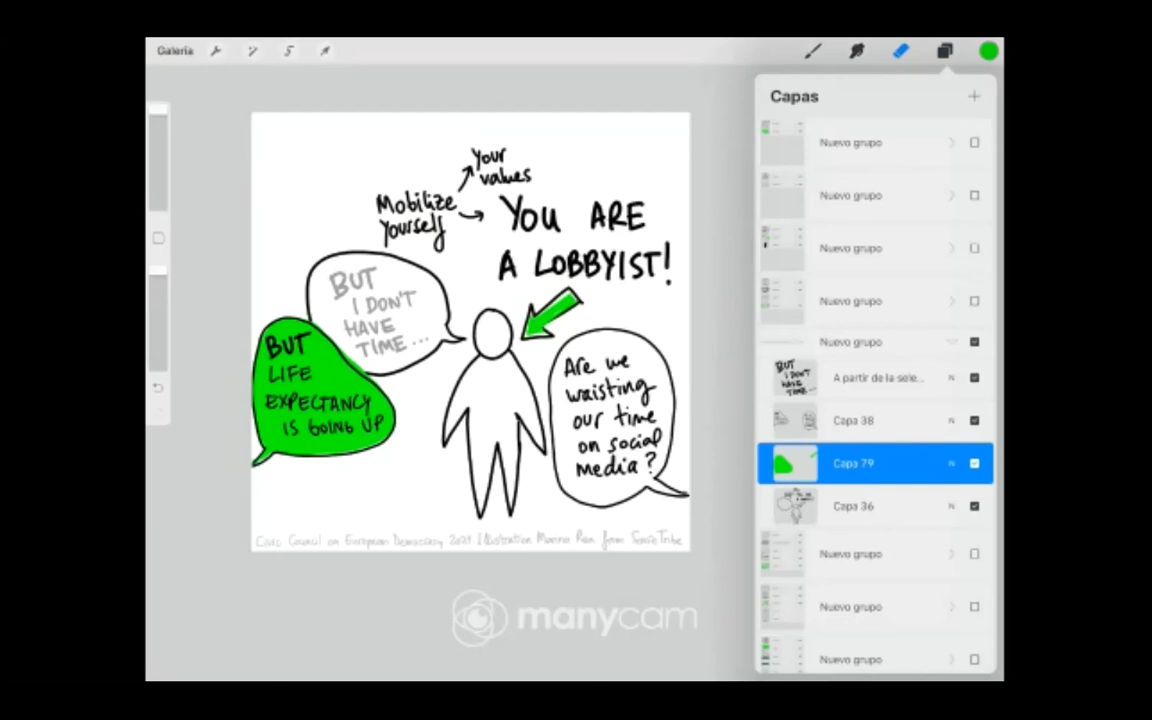 Galería
Capas
Nuevo grupo
Nuevo grupo
Nuevo grupo
Nuevo grupo
Nuevo grupo
A partir de la sele... N
Capa 38 N
Capa 79 N
Capa 36 N
Nuevo grupo
Nuevo grupo
Nuevo grupo
Your
values
Mobilize
yourself
YOU ARE
A LOBBYIST!
BUT
I DON'T
HAVE
TIME...
BUT
LIFE
EXPECTANCY
IS GOING UP
Are we
waisting
our time
on social
media?
Civic Council on European Democracy 2021 Illustration Manno from SenseTribe
manycam